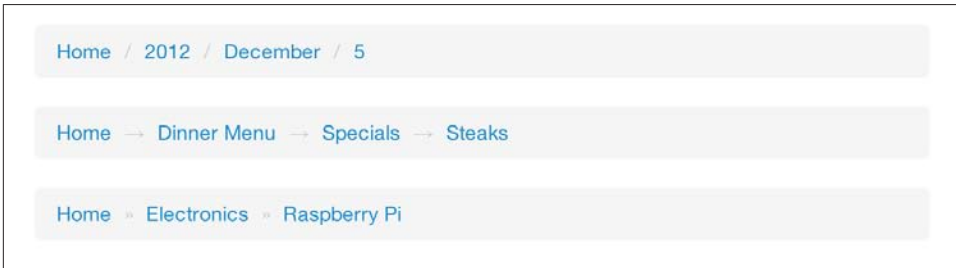 Home / 2012 / December / 5
Home → Dinner Menu → Specials → Steaks
Home » Electronics » Raspberry Pi